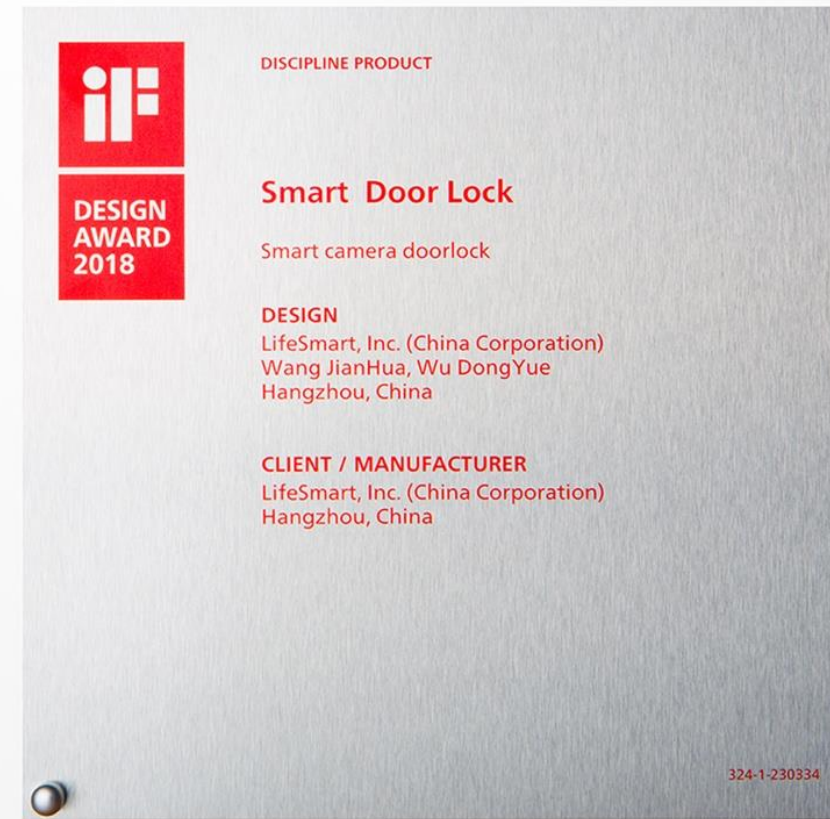 iF
DISCIPLINE PRODUCT
DESIGN
AWARD
2018
Smart Door Lock
Smart camera doorlock
DESIGN
LifeSmart, Inc. (China Corporation)
Wang JianHua, Wu DongYue
Hangzhou, China
CLIENT / MANUFACTURER
LifeSmart, Inc. (China Corporation)
Hangzhou, China
324-1-230334